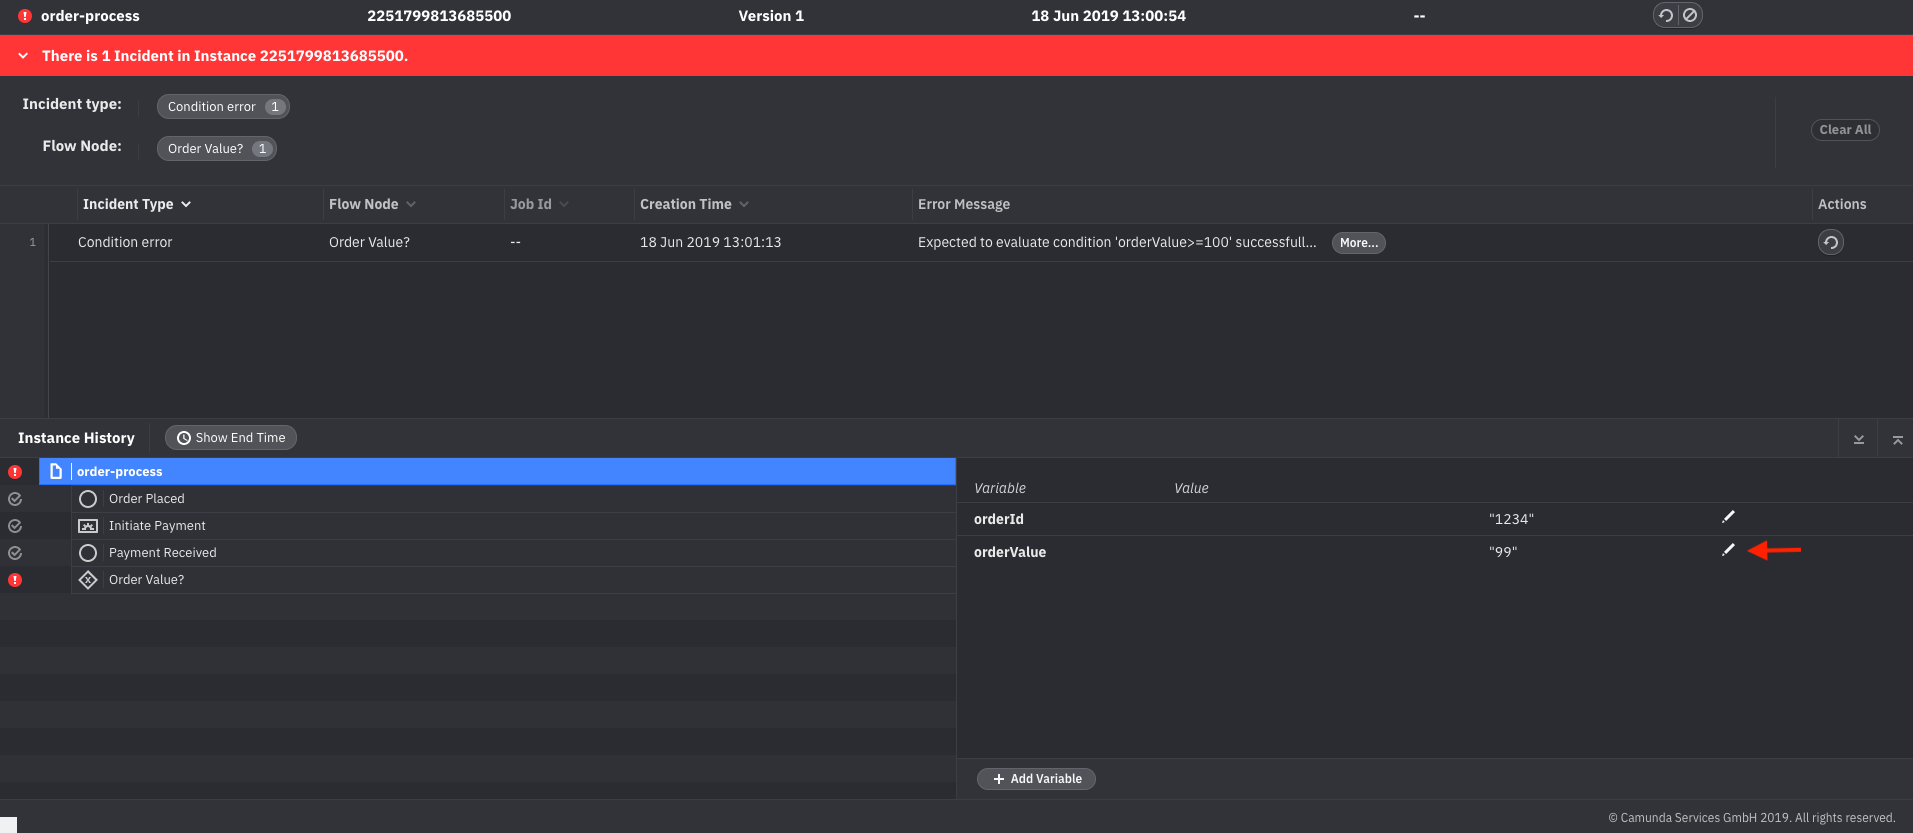 order-process 2251799813685500 Version 1 18 Jun 2019 13:00:54 --
There is 1 Incident in Instance 2251799813685500.
Incident type: Condition error 1
Flow Node: Order Value? 1
Clear All
Incident Type Flow Node Job Id Creation Time Error Message Actions
1 Condition error Order Value? -- 18 Jun 2019 13:01:13 Expected to evaluate condition 'orderValue>=100' successfull... More...
Instance History Show End Time
order-process
Order Placed
Initiate Payment
Payment Received
Order Value?
Variable Value
orderId "1234"
orderValue "99"
+ Add Variable
© Camunda Services GmbH 2019. All rights reserved.